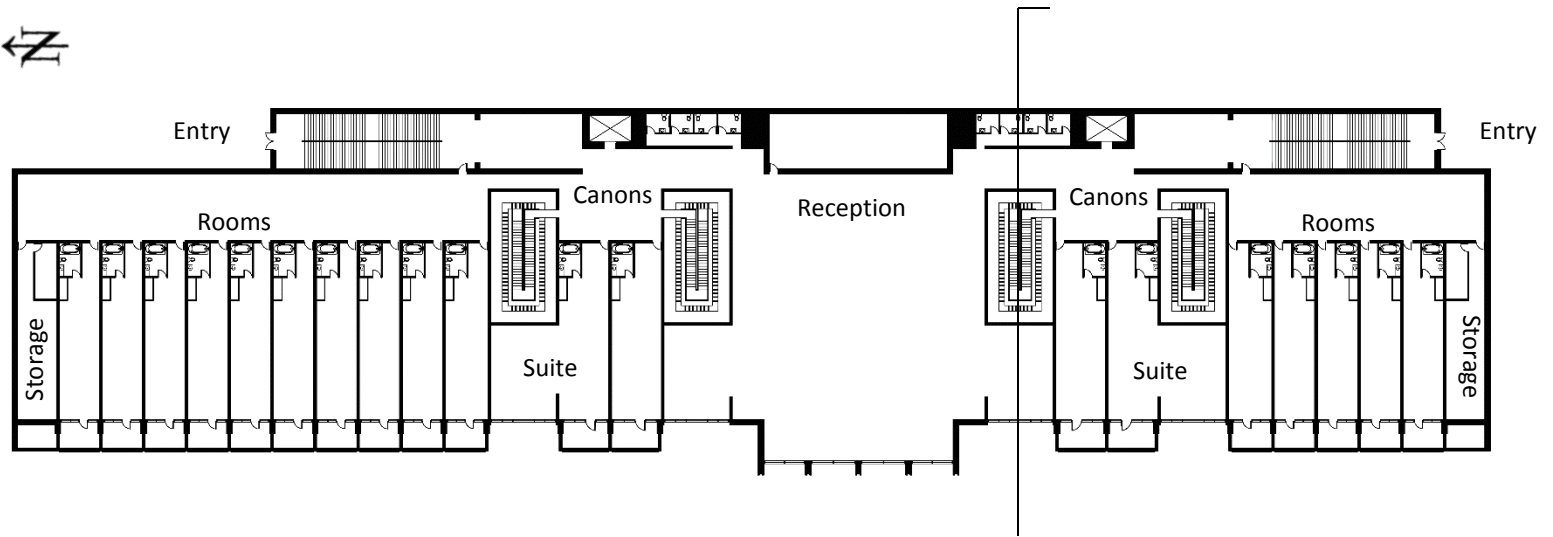 N
Entry
Entry
Canons
Canons
Reception
Rooms
Rooms
Storage
Suite
Suite
Storage